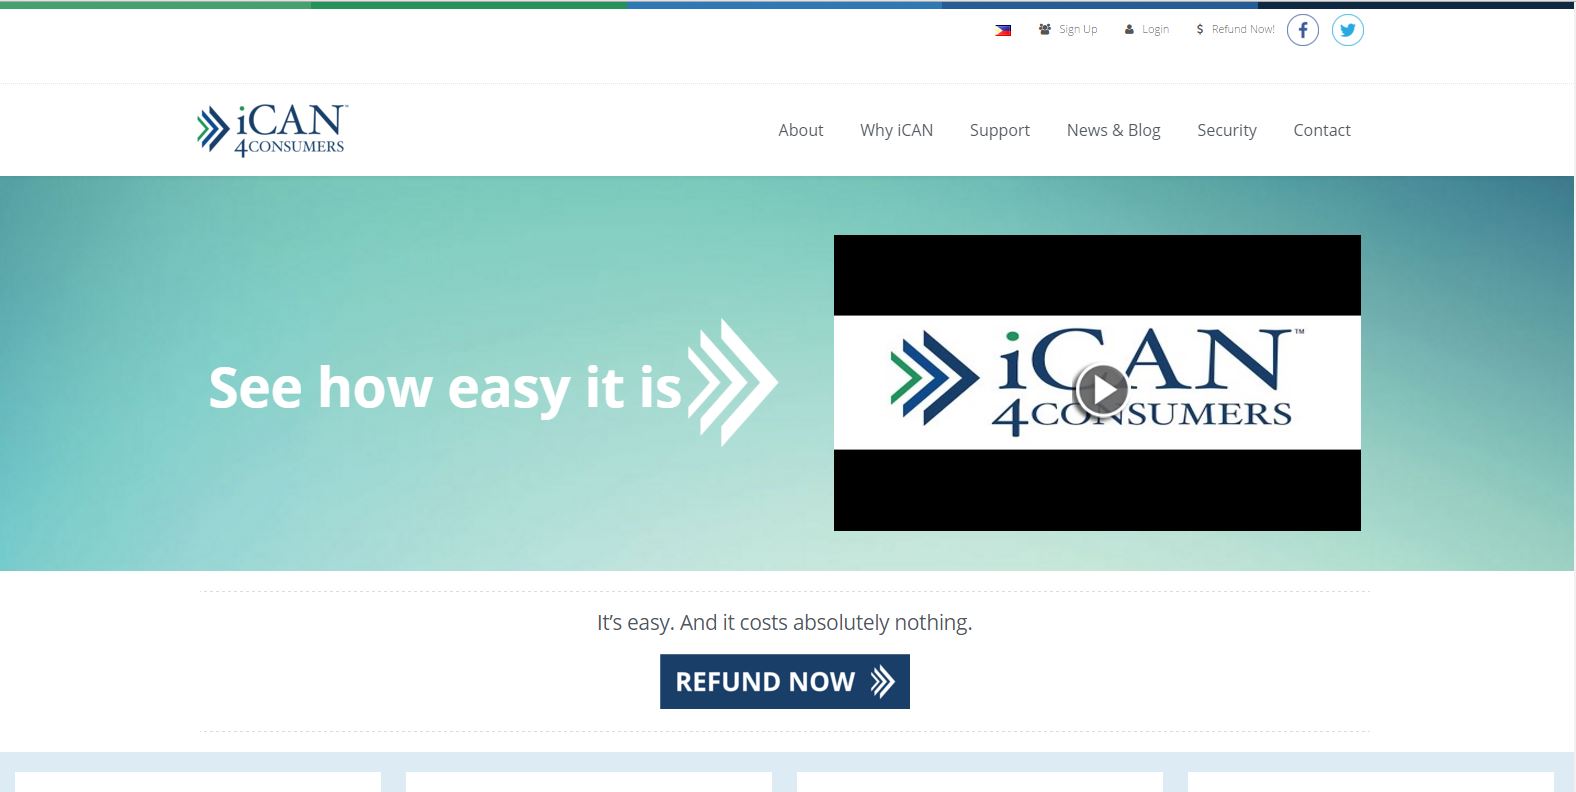 Sign Up Login $ Refund Now!
iCAN™
4CONSUMERS
About Why iCAN Support News & Blog Security Contact
See how easy it is
iCAN™
4CONSUMERS
It’s easy. And it costs absolutely nothing.
REFUND NOW